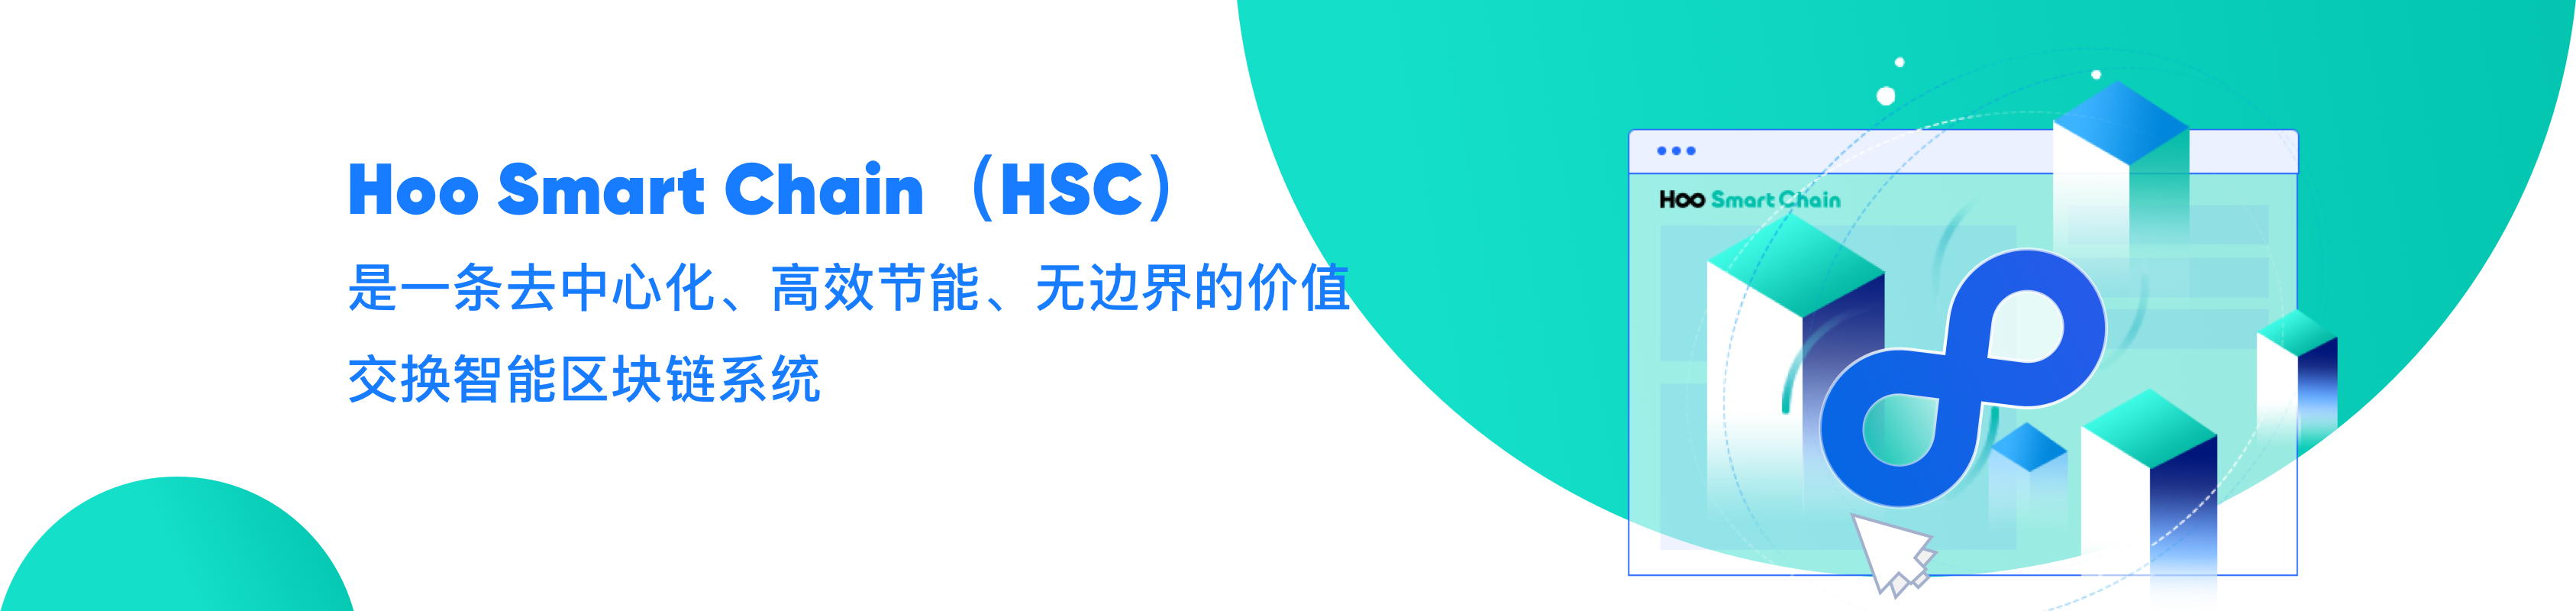 Hoo Smart Chain（HSC）
是一条去中心化、高效节能、无边界的价值
交换智能区块链系统
Hoo Smart Chain